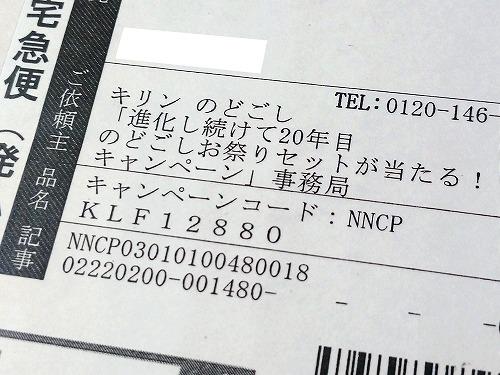 宅急便（発
ご依頼主
TEL：0120-146-
キリン のどごし
「進化し続けて20年目
のどごしお祭りセットが当たる！
キャンペーン」事務局
品名
キャンペーンコード：NNCP
KLF12880
記事
NNCP03010100480018
02220200-001480-